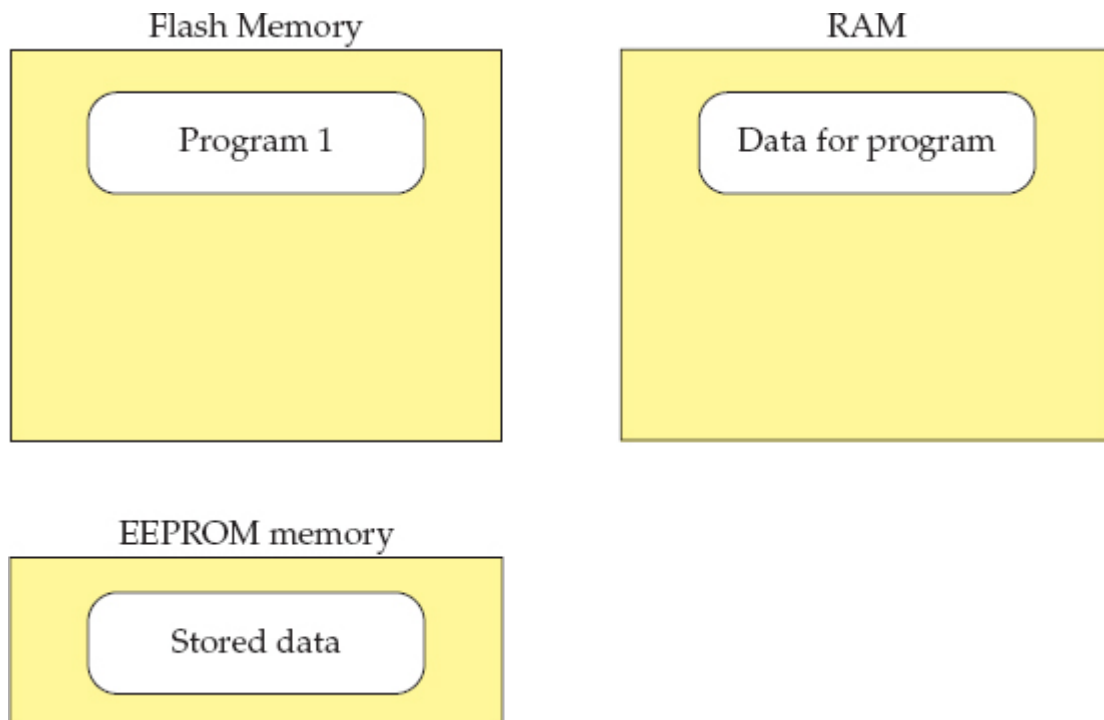 Flash Memory
RAM
Program 1
Data for program
EEPROM memory
Stored data